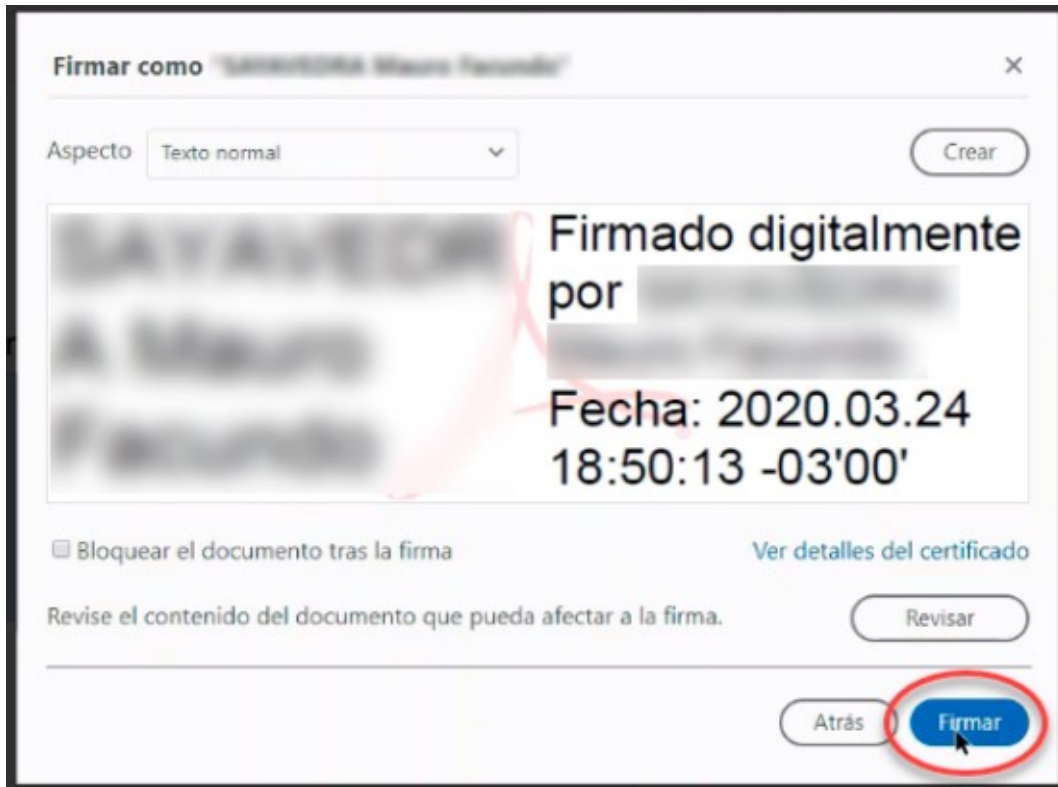 Firmar como
Aspecto Texto normal
Crear
Firmado digitalmente
por
Fecha: 2020.03.24
18:50:13 -03'00'
Bloquear el documento tras la firma
Ver detalles del certificado
Revise el contenido del documento que pueda afectar a la firma.
Revisar
Atrás
Firmar